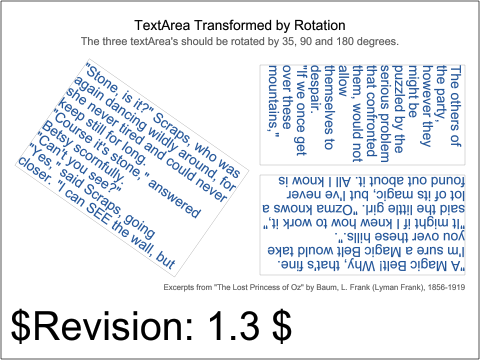 TextArea Transformed by Rotation
The three textArea's should be rotated by 35, 90 and 180 degrees.
"Stone, is it?" Scraps, who was
again dancing wildly around, for
she never tired and could never
keep still for long.
"Course it's stone," answered
Betsy scornfully.
"Can't you see?"
"Yes," said Scraps, going
closer. "I can SEE the wall, but
The others of
the party,
however they
might be
puzzled by the
serious problem
that confronted
them, would not
allow
themselves to
despair.
"If we once get
over these
mountains,"
"A Magic Belt! Why, that's fine.
I'm sure a Magic Belt would take
you over these hills.".
"It might if I knew how to work it,"
said the little girl. "Ozma knows a
lot of its magic, but I've never
found out about it. All I know is
Excerpts from "The Lost Princess of Oz" by Baum, L. Frank (Lyman Frank), 1856-1919
$Revision: 1.3 $